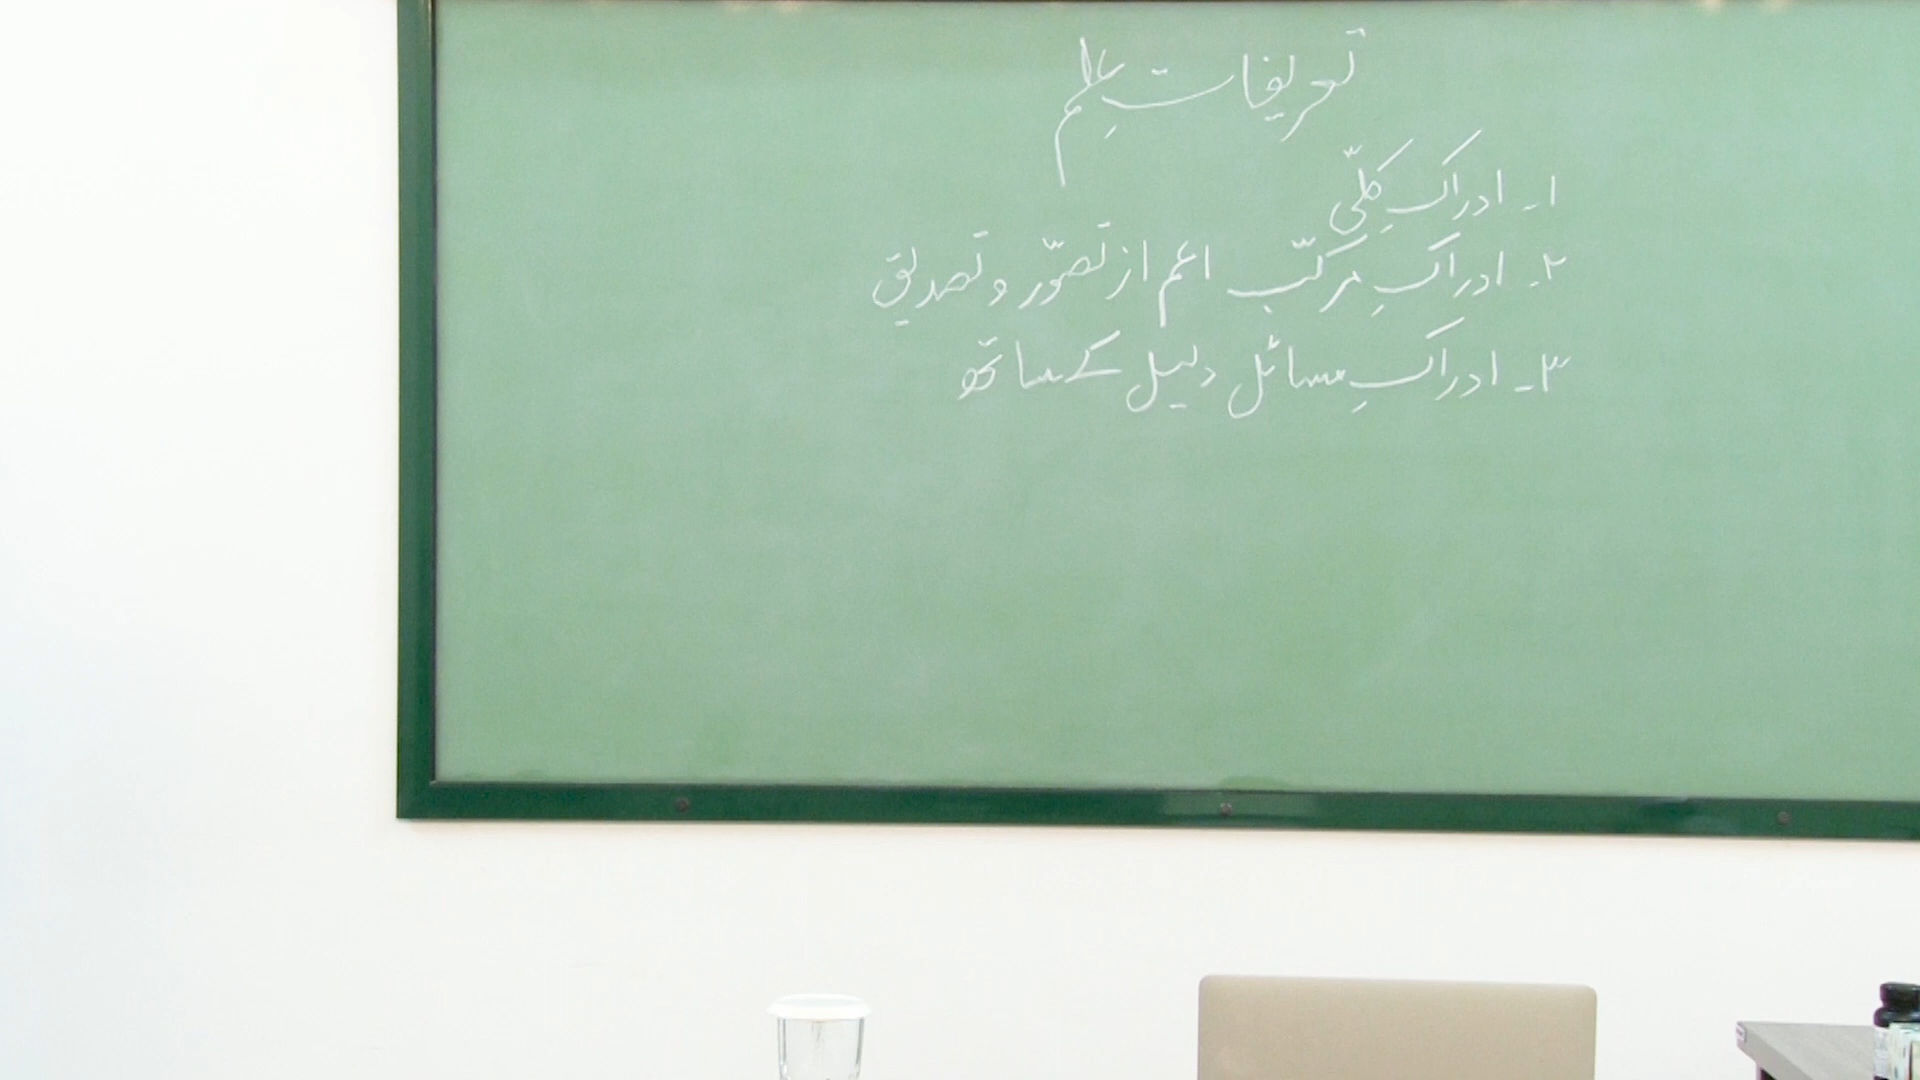 تعریفاتِ علم
۱۔ ادراکِ کلّی
۲۔ ادراکِ مرکّب اعم از تصوّر و تصدیق
۳۔ ادراکِ مسائل دلیل کے ساتھ